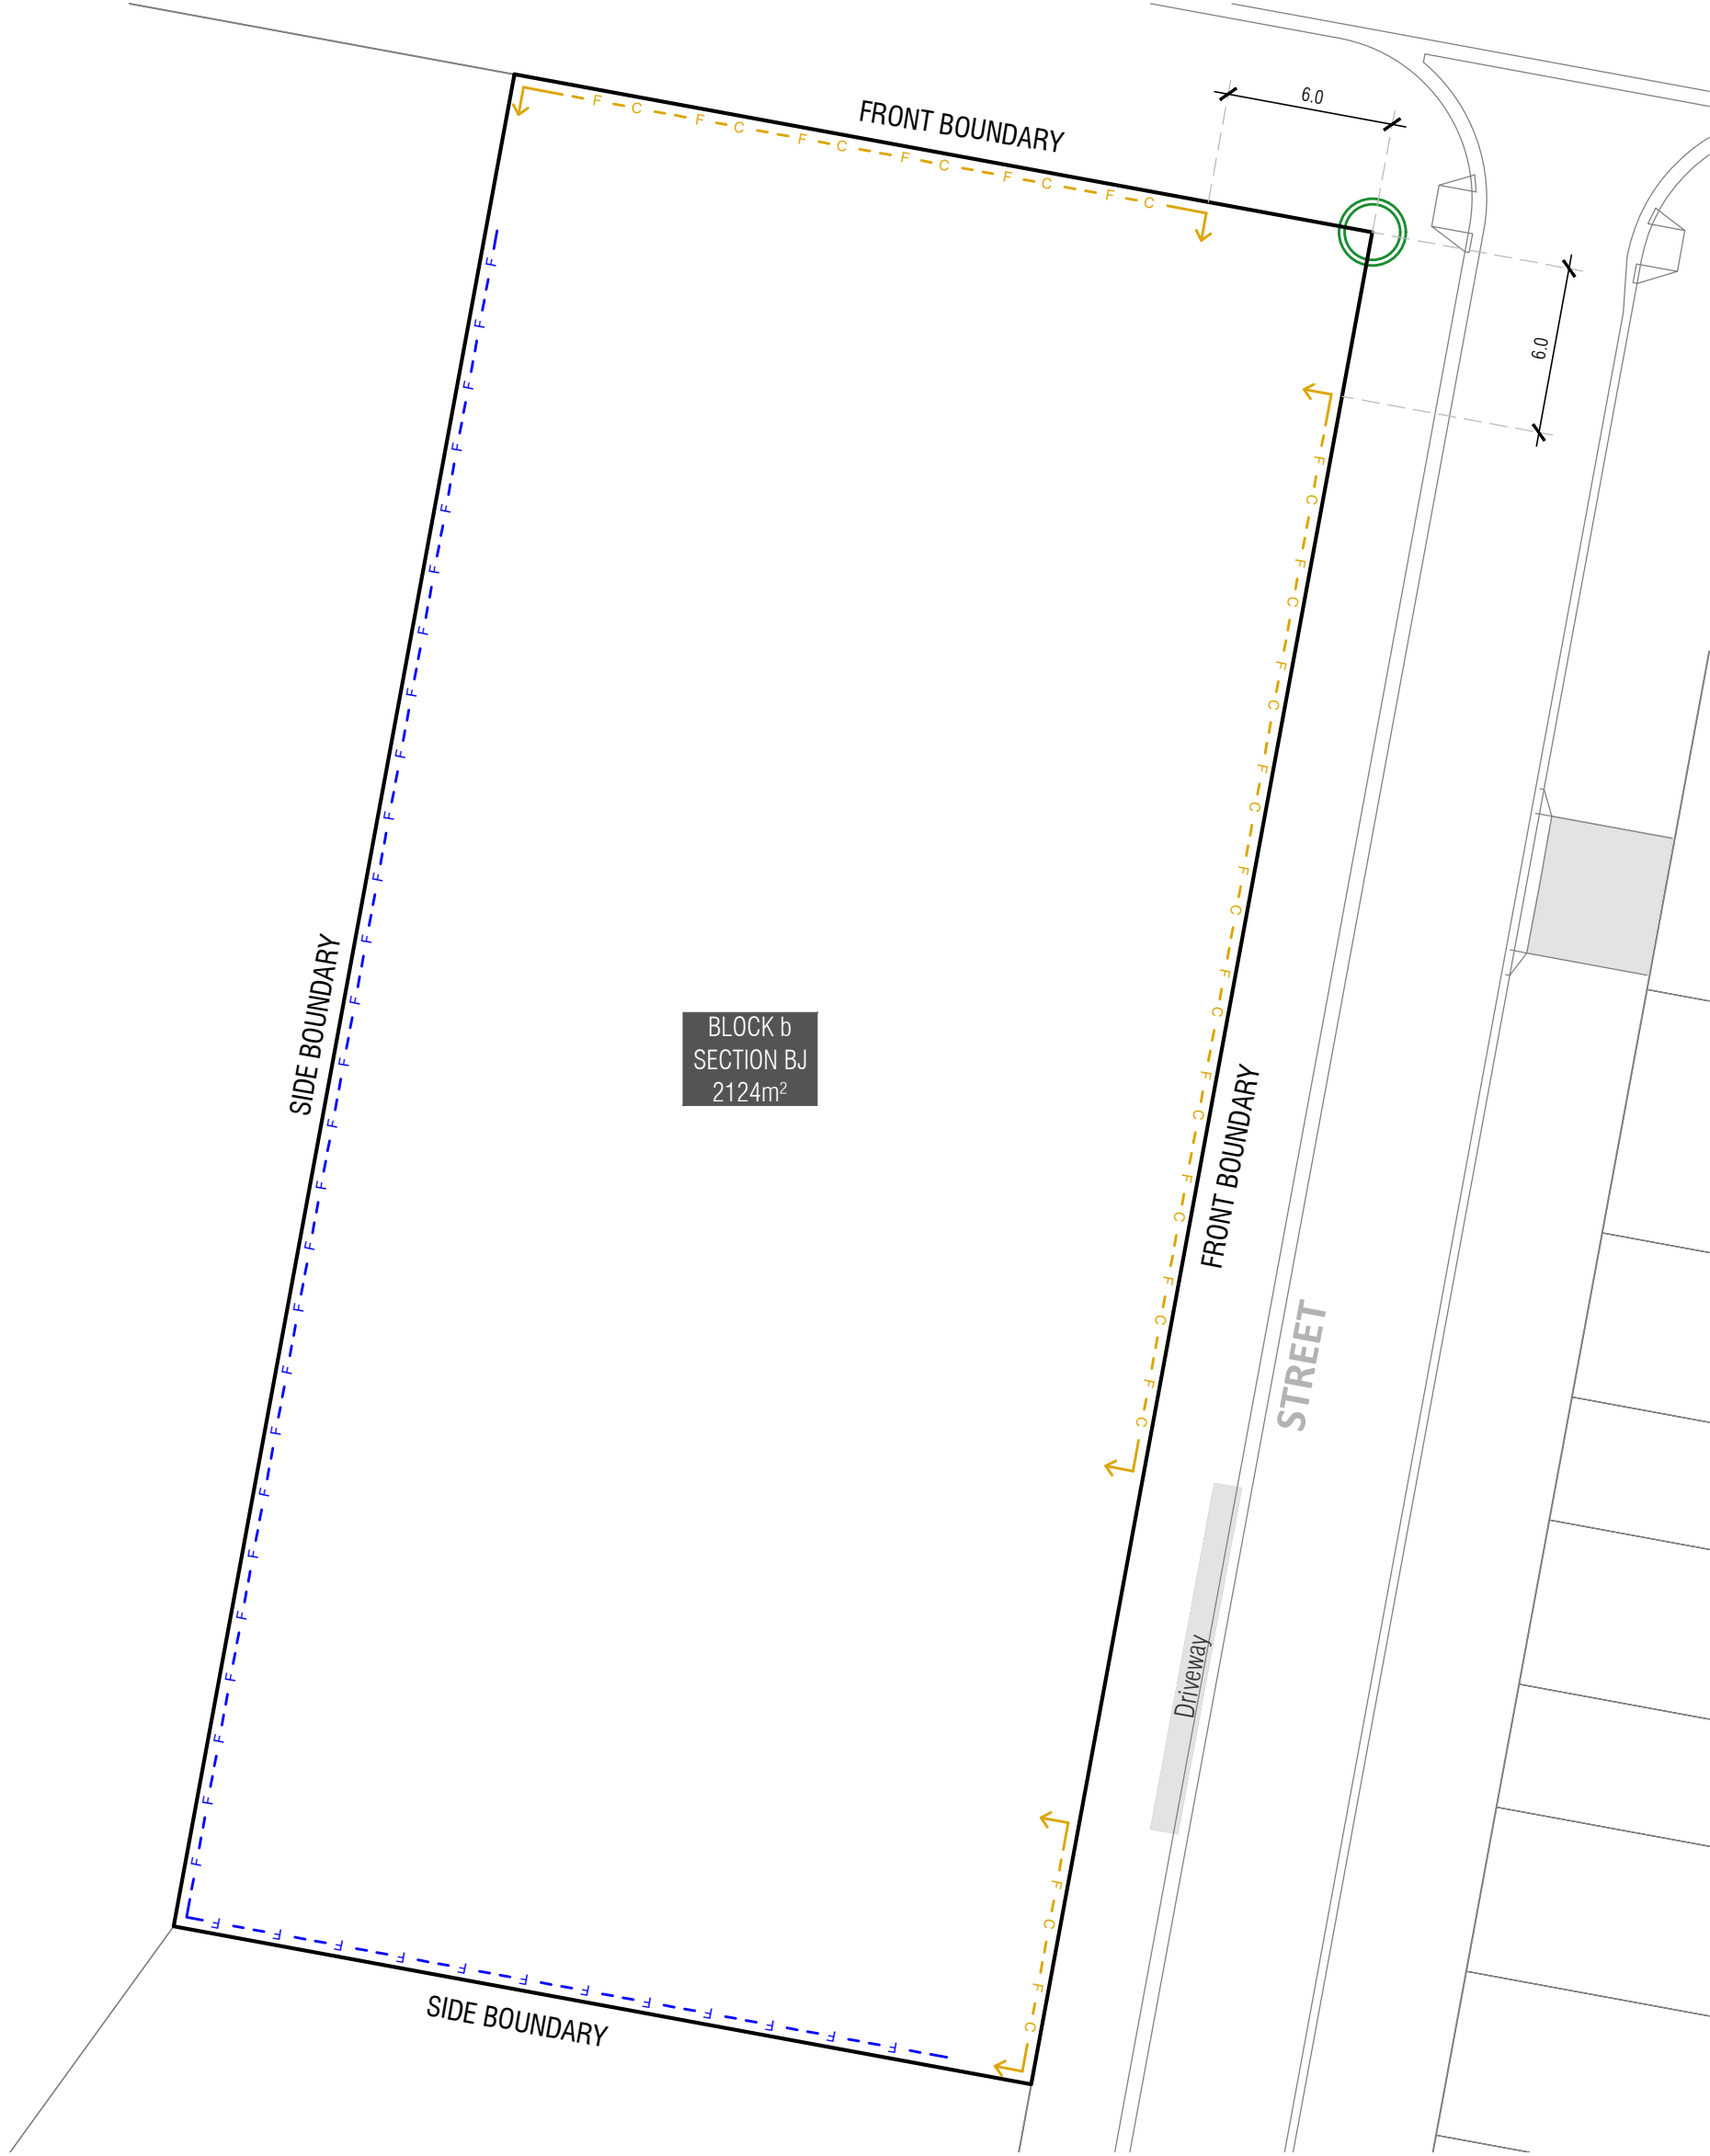 FRONT BOUNDARY
6.0
6.0
F C F C F C F C F C F C
F F F F F F F F F F F F F F F F F F F F F F F F F F F
F C F C F C F C F C F C F C F C F C F C
SIDE BOUNDARY
BLOCK b
SECTION BJ
2124m²
FRONT BOUNDARY
STREET
Driveway
F C F C
F F F F F F F F F F F F
SIDE BOUNDARY